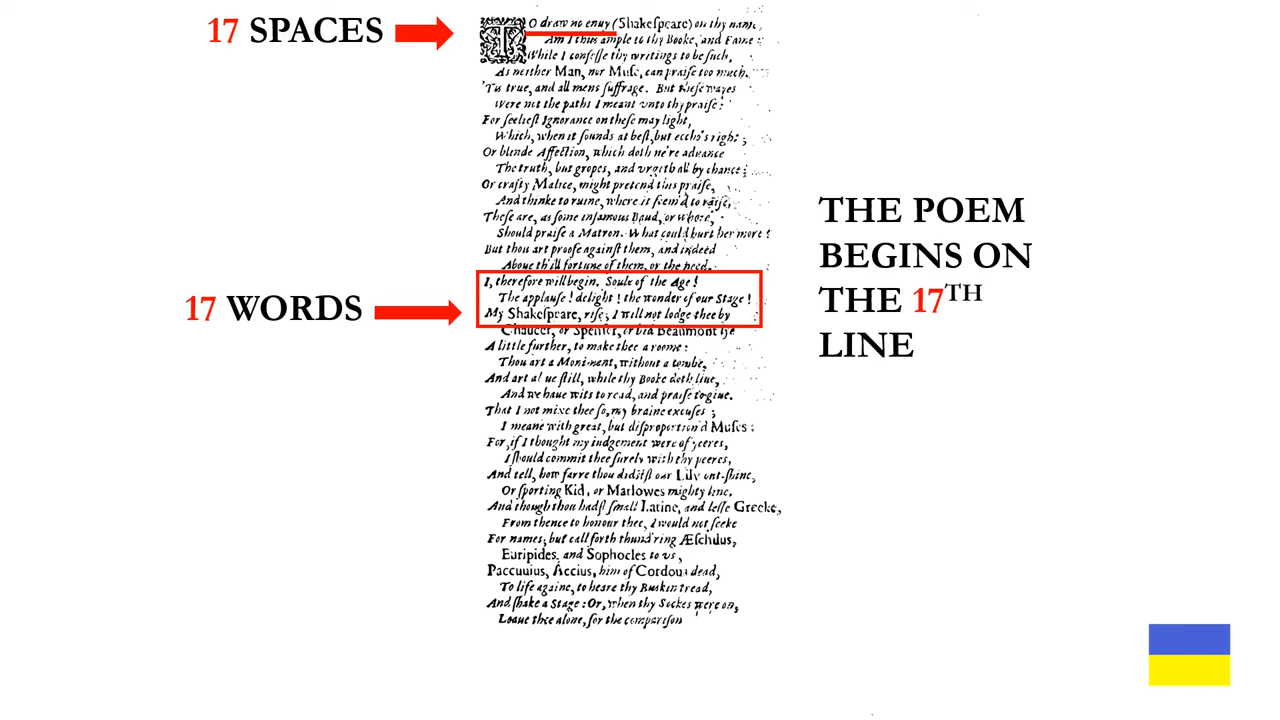 17 SPACES
TO draw no enuy (Shakeſpeare) on thy name,
Am I thus ample to thy Booke, and Fame:
While I confeſſe thy writings to be ſuch,
As neither Man, nor Muſe, can praiſe too much.
'Tis true, and all mens ſuffrage. But theſe wayes
Were not the paths I meant vnto thy praiſe:
For ſeelieſt Ignorance on theſe may light,
Which, when it ſounds at beſt, but eccho's right;
Or blinde Affection, which doth ne're aduance
The truth, but gropes, and vrgeth all by chance;
Or crafty Malice, might pretend this praiſe,
And thinke to ruine, where it ſeem'd to raiſe.
Theſe are, as ſome infamous Baud, or whore,
Should praiſe a Matron. What could hurt her more?
But thou art proofe againſt them, and indeed
Aboue th'ill fortune of them, or the need.
I, therefore will begin. Soule of the Age!
The applauſe! delight! the wonder of our Stage!
My Shakeſpeare, riſe; I will not lodge thee by
Chaucer, or Spenſer, or bid Beaumont lye
A little further, to make thee a roome:
Thou art a Moniment, without a tombe,
And art aliue ſtill, while thy Booke doth liue,
And we haue wits to read, and praiſe to giue.
That I not mixe thee ſo, my braine excuſes;
I meane with great, but diſproportion'd Muſes:
For, if I thought my iudgement were of yeeres,
I ſhould commit thee ſurely with thy peeres,
And tell, how farre thou didſtſt our Lily out-ſhine,
Or ſporting Kid, or Marlowes mighty line.
And though thou hadſt ſmall Latine, and leſſe Greeke,
From thence to honour thee, I would not ſeeke
For names; but call forth thund'ring Æſchilus,
Euripides, and Sophocles to vs,
Paccuuius, Accius, him of Cordoua dead,
To life againe, to heare thy Buskin tread,
And ſhake a Stage: Or, when thy Sockes were on,
Leaue thee alone, for the compariſon
17 WORDS
THE POEM
BEGINS ON
THE 17TH
LINE